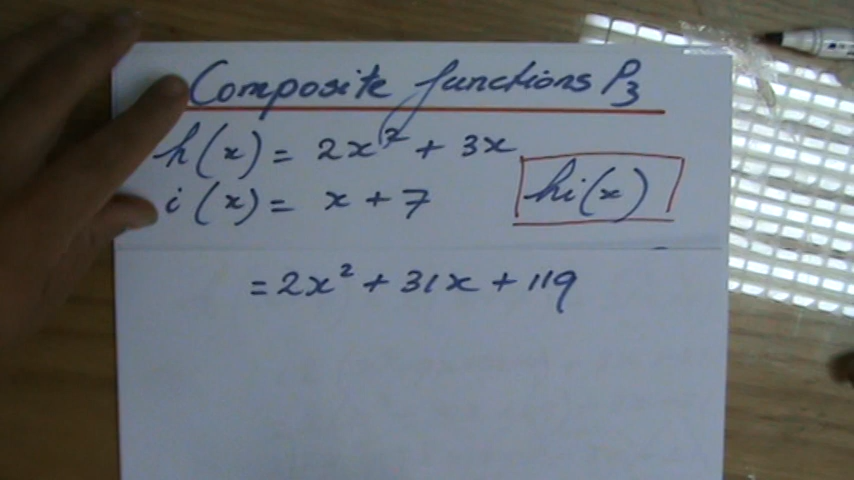 Composite functions P3
h(x) = 2x² + 3x
i(x) = x + 7
hi(x)
= 2x² + 31x + 119